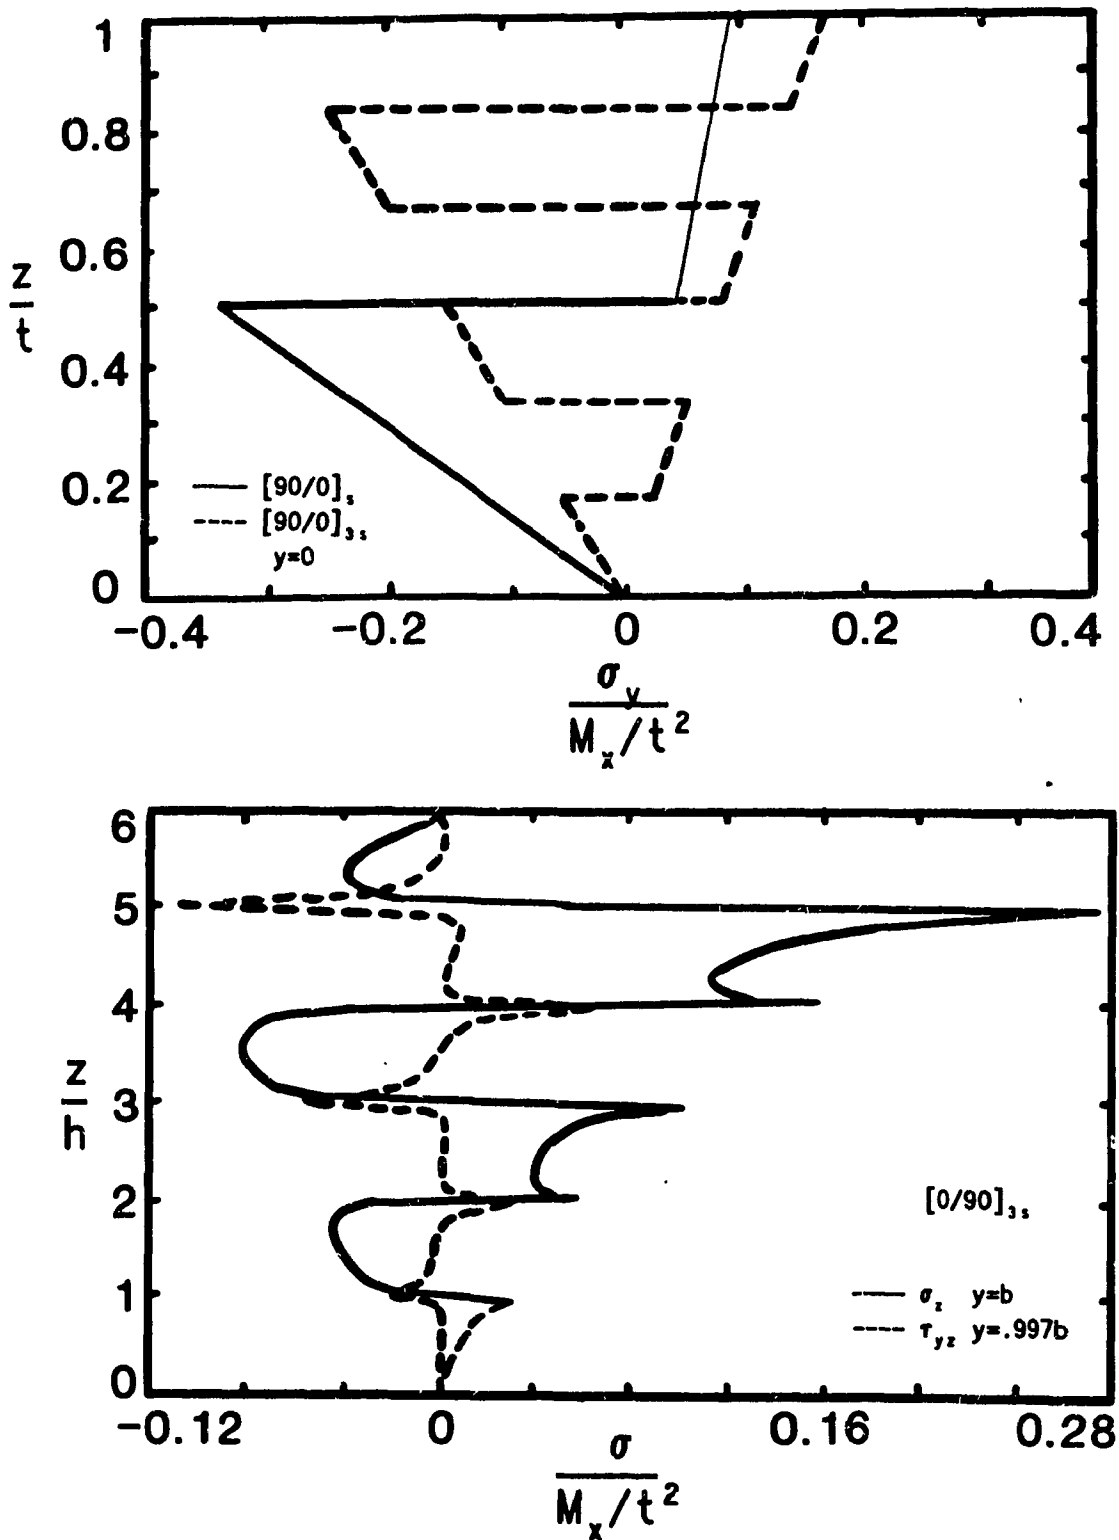 1
0.8
0.6
z/t
0.4
0.2
0
[90/0]s
[90/0]3s
y=0
−0.4 −0.2 0 0.2 0.4
σy
Mx/t2
6
5
4
z/h
3
2
1
0
[0/90]3s
σz y=b
τyz y=.997b
−0.12 0 0.16 0.28
σ
Mx/t2